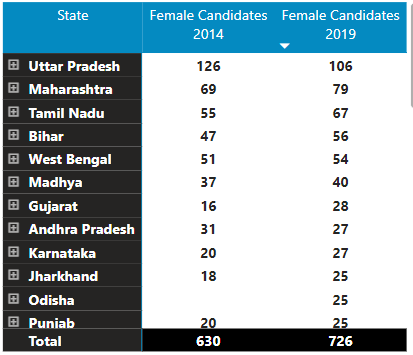 State Female Candidates 2014 Female Candidates 2019
Uttar Pradesh 126 106
Maharashtra 69 79
Tamil Nadu 55 67
Bihar 47 56
West Bengal 51 54
Madhya 37 40
Gujarat 16 28
Andhra Pradesh 31 27
Karnataka 20 27
Jharkhand 18 25
Odisha 25
Punjab 20 25
Total 630 726